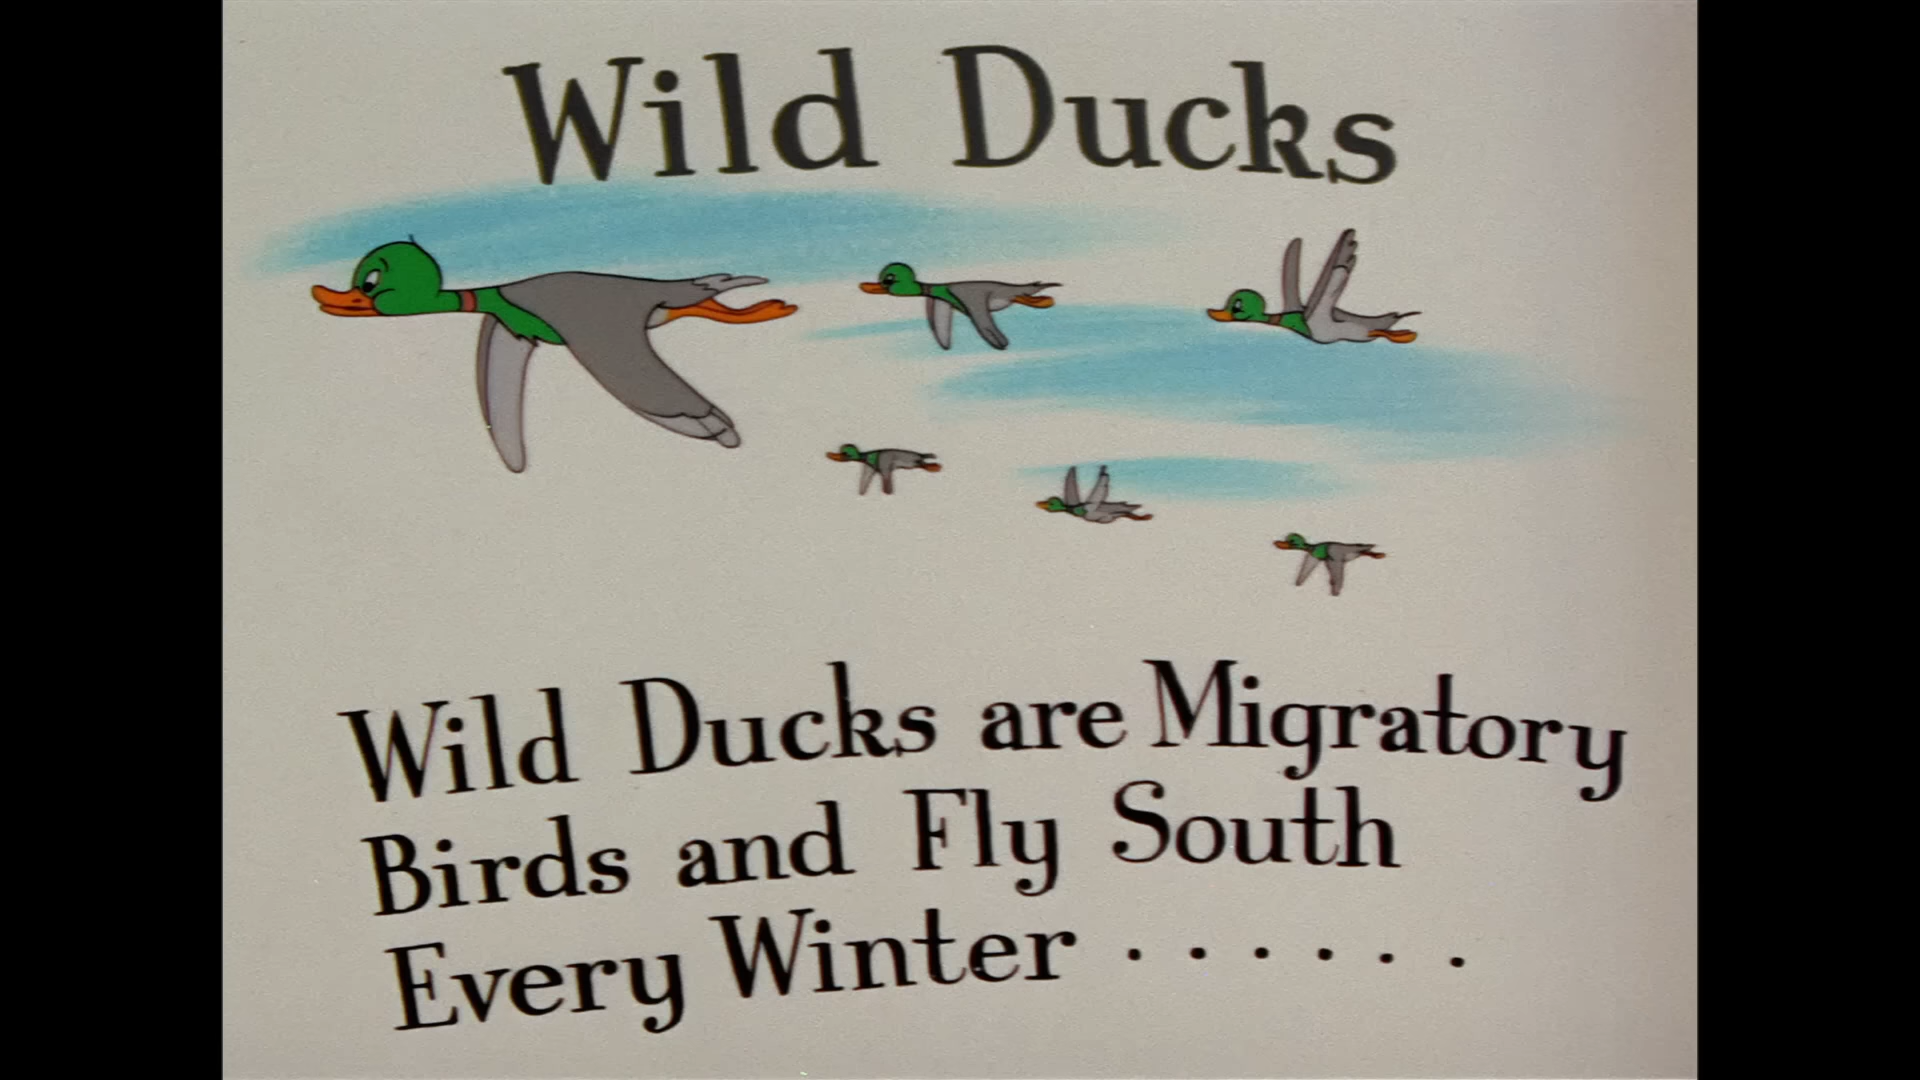 Wild Ducks
Wild Ducks are Migratory
Birds and Fly South
Every Winter . . . . . .